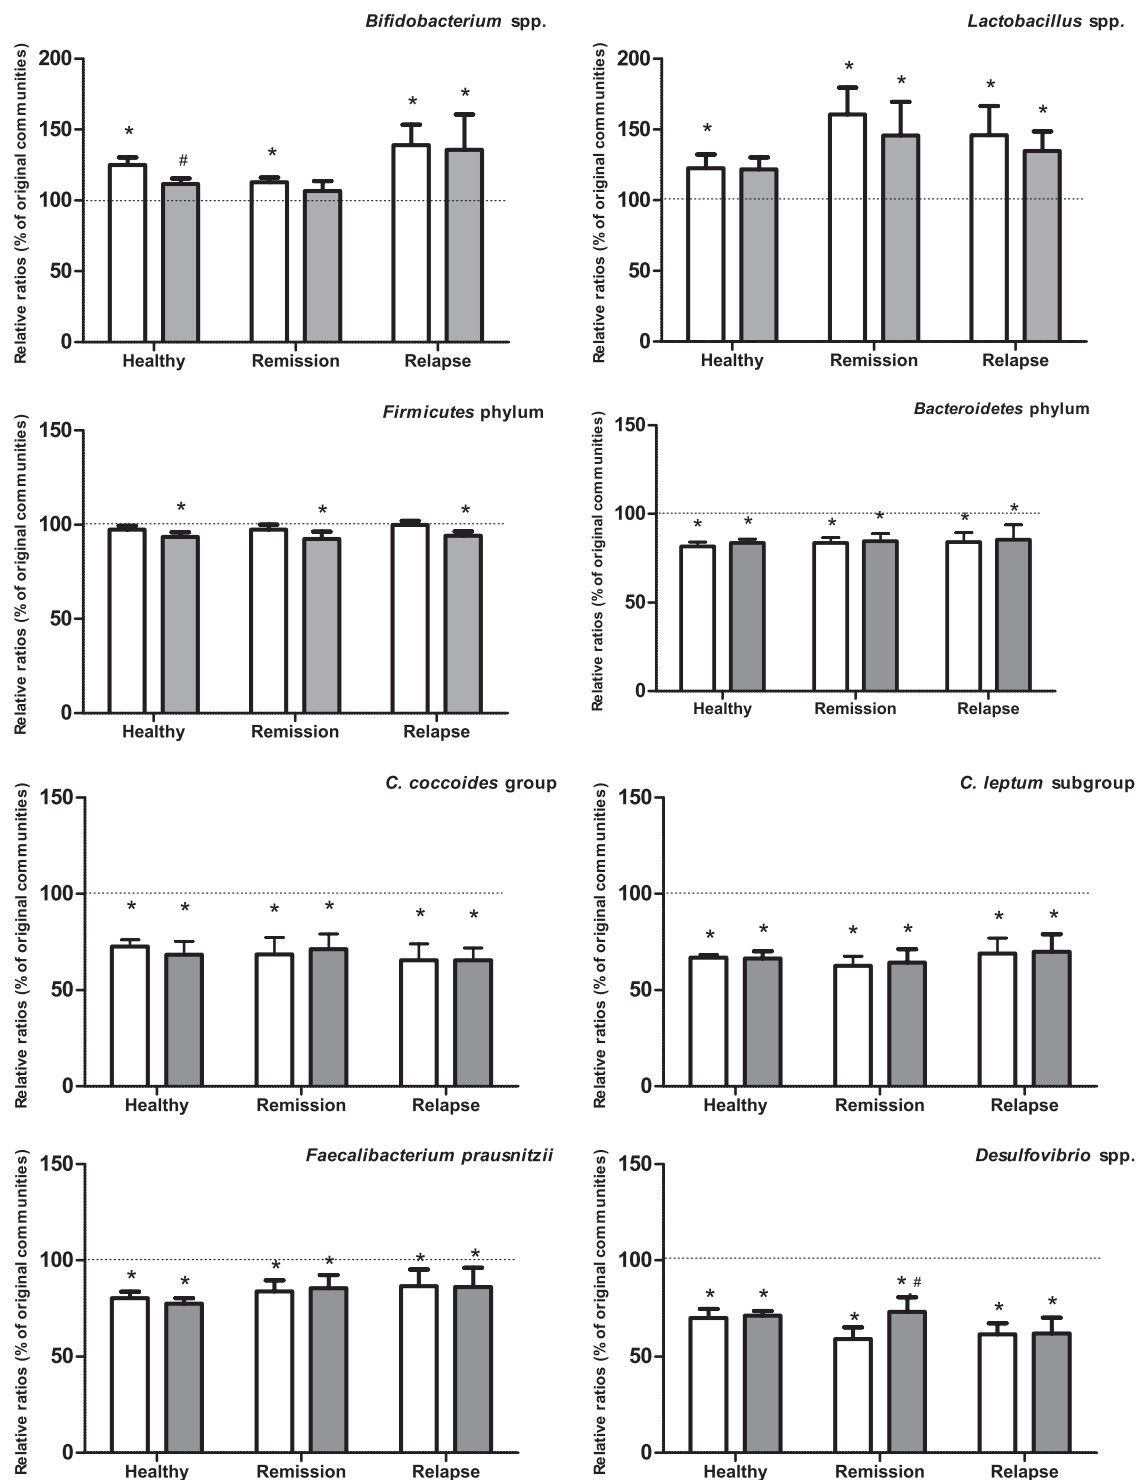 Bifidobacterium spp.
Relative ratios (% of original communities)
200
*
*
*
*
150
#
100
50
0
Healthy Remission Relapse
Lactobacillus spp.
Relative ratios (% of original communities)
200
*
*
*
*
*
150
100
50
0
Healthy Remission Relapse
Firmicutes phylum
Relative ratios (% of original communities)
150
* * *
100
50
0
Healthy Remission Relapse
Bacteroidetes phylum
Relative ratios (% of original communities)
150
100
* * * * * *
50
0
Healthy Remission Relapse
C. coccoides group
Relative ratios (% of original communities)
150
100
* * * * * *
50
0
Healthy Remission Relapse
C. leptum subgroup
Relative ratios (% of original communities)
150
100
* * * * * *
50
0
Healthy Remission Relapse
Faecalibacterium prausnitzii
Relative ratios (% of original communities)
150
100
* * * * * *
50
0
Healthy Remission Relapse
Desulfovibrio spp.
Relative ratios (% of original communities)
150
100
* * * * # * *
50
0
Healthy Remission Relapse